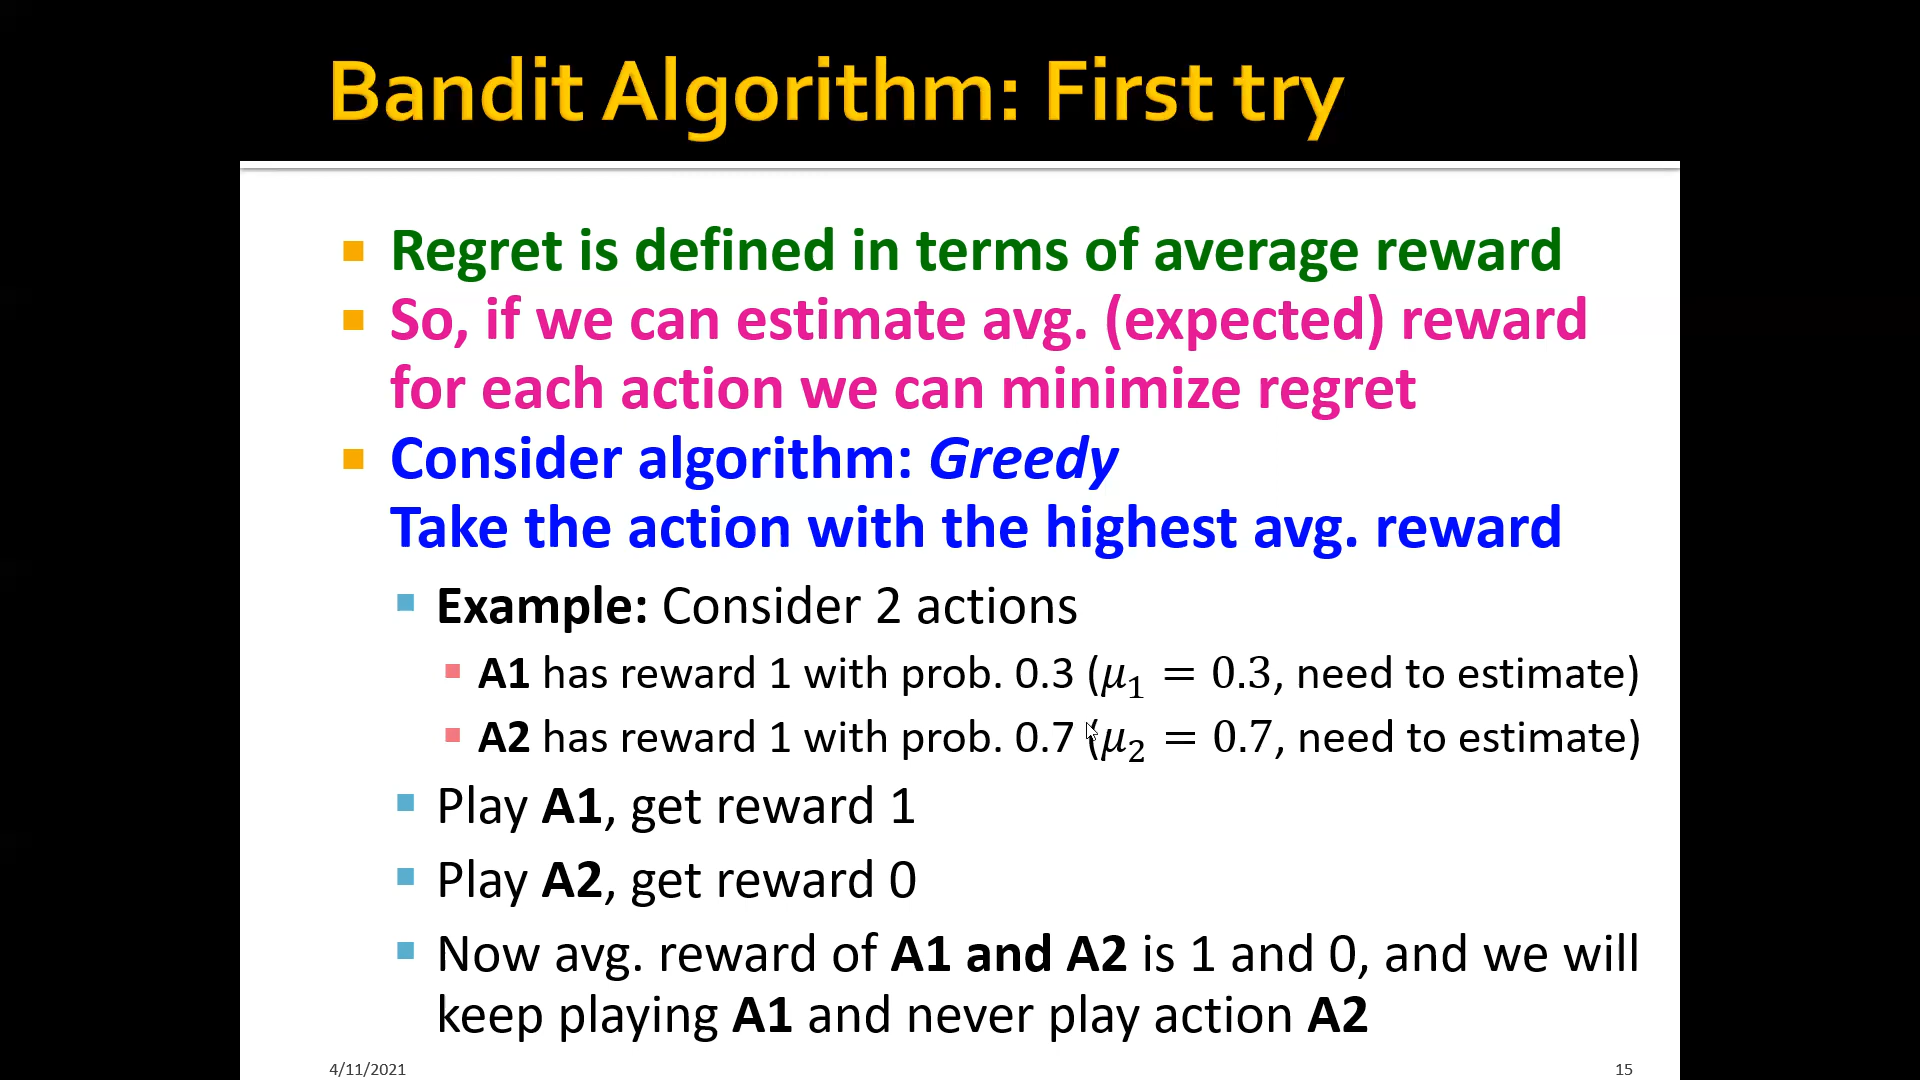 Bandit Algorithm: First try
Regret is defined in terms of average reward
So, if we can estimate avg. (expected) reward
for each action we can minimize regret
Consider algorithm: Greedy
Take the action with the highest avg. reward
Example: Consider 2 actions
A1 has reward 1 with prob. 0.3 (μ₁ = 0.3, need to estimate)
A2 has reward 1 with prob. 0.7 (μ₂ = 0.7, need to estimate)
Play A1, get reward 1
Play A2, get reward 0
Now avg. reward of A1 and A2 is 1 and 0, and we will
keep playing A1 and never play action A2
4/11/2021
15